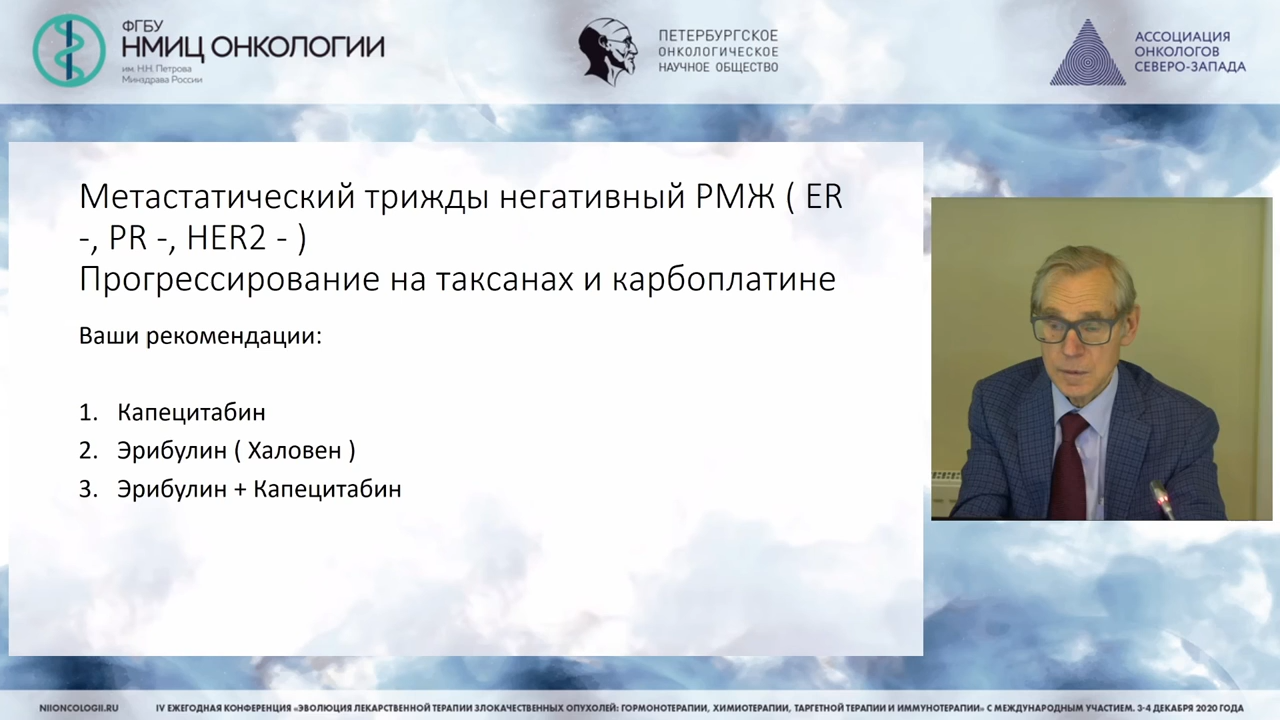 ФГБУ
НМИЦ ОНКОЛОГИИ
им. Н.Н. Петрова
Минздрава России
ПЕТЕРБУРГСКОЕ
ОНКОЛОГИЧЕСКОЕ
НАУЧНОЕ ОБЩЕСТВО
АССОЦИАЦИЯ
ОНКОЛОГОВ
СЕВЕРО-ЗАПАДА
Метастатический трижды негативный РМЖ ( ER
-, PR -, HER2 - )
Прогрессирование на таксанах и карбоплатине
Ваши рекомендации:
1. Капецитабин
2. Эрибулин ( Халовен )
3. Эрибулин + Капецитабин
NIIONCOLOGII.RU
IV ЕЖЕГОДНАЯ КОНФЕРЕНЦИЯ «ЭВОЛЮЦИЯ ЛЕКАРСТВЕННОЙ ТЕРАПИИ ЗЛОКАЧЕСТВЕННЫХ ОПУХОЛЕЙ: ГОРМОНОТЕРАПИИ, ХИМИОТЕРАПИИ, ТАРГЕТНОЙ ТЕРАПИИ И ИММУНОТЕРАПИИ» С МЕЖДУНАРОДНЫМ УЧАСТИЕМ. 3-4 ДЕКАБРЯ 2020 ГОДА